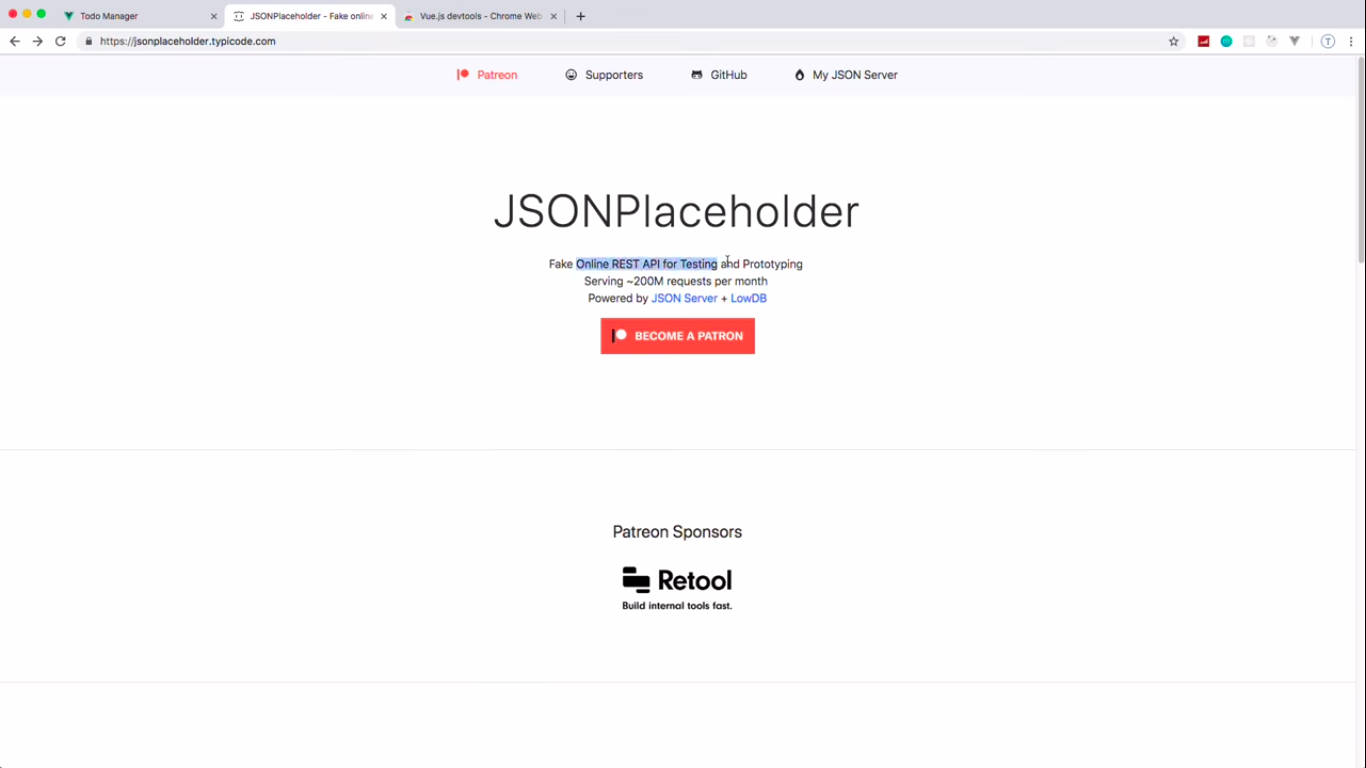 Todo Manager
JSONPlaceholder - Fake online
Vue.js devtools - Chrome Web
https://jsonplaceholder.typicode.com
T
Patreon
Supporters
GitHub
My JSON Server
JSONPlaceholder
Fake Online REST API for Testing and Prototyping
Serving ~200M requests per month
Powered by JSON Server + LowDB
BECOME A PATRON
Patreon Sponsors
Retool
Build internal tools fast.